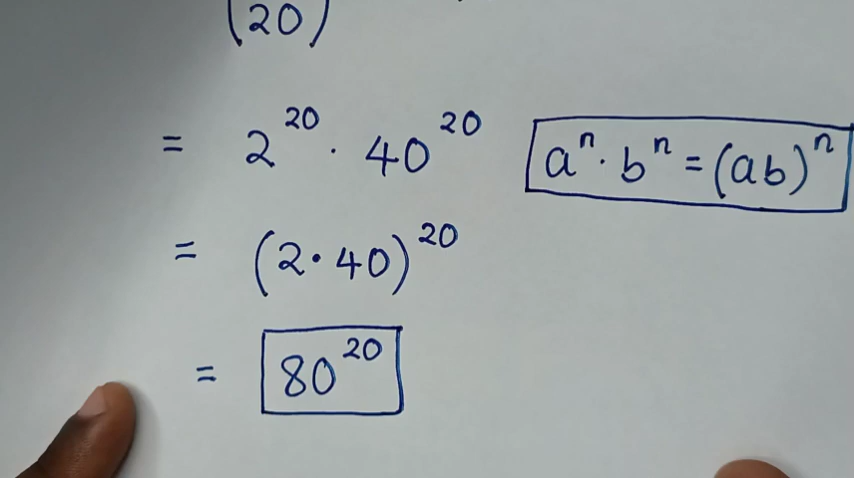 (20)
= 2^20 · 40^20
a^n · b^n = (ab)^n
= (2 · 40)^20
= 80^20